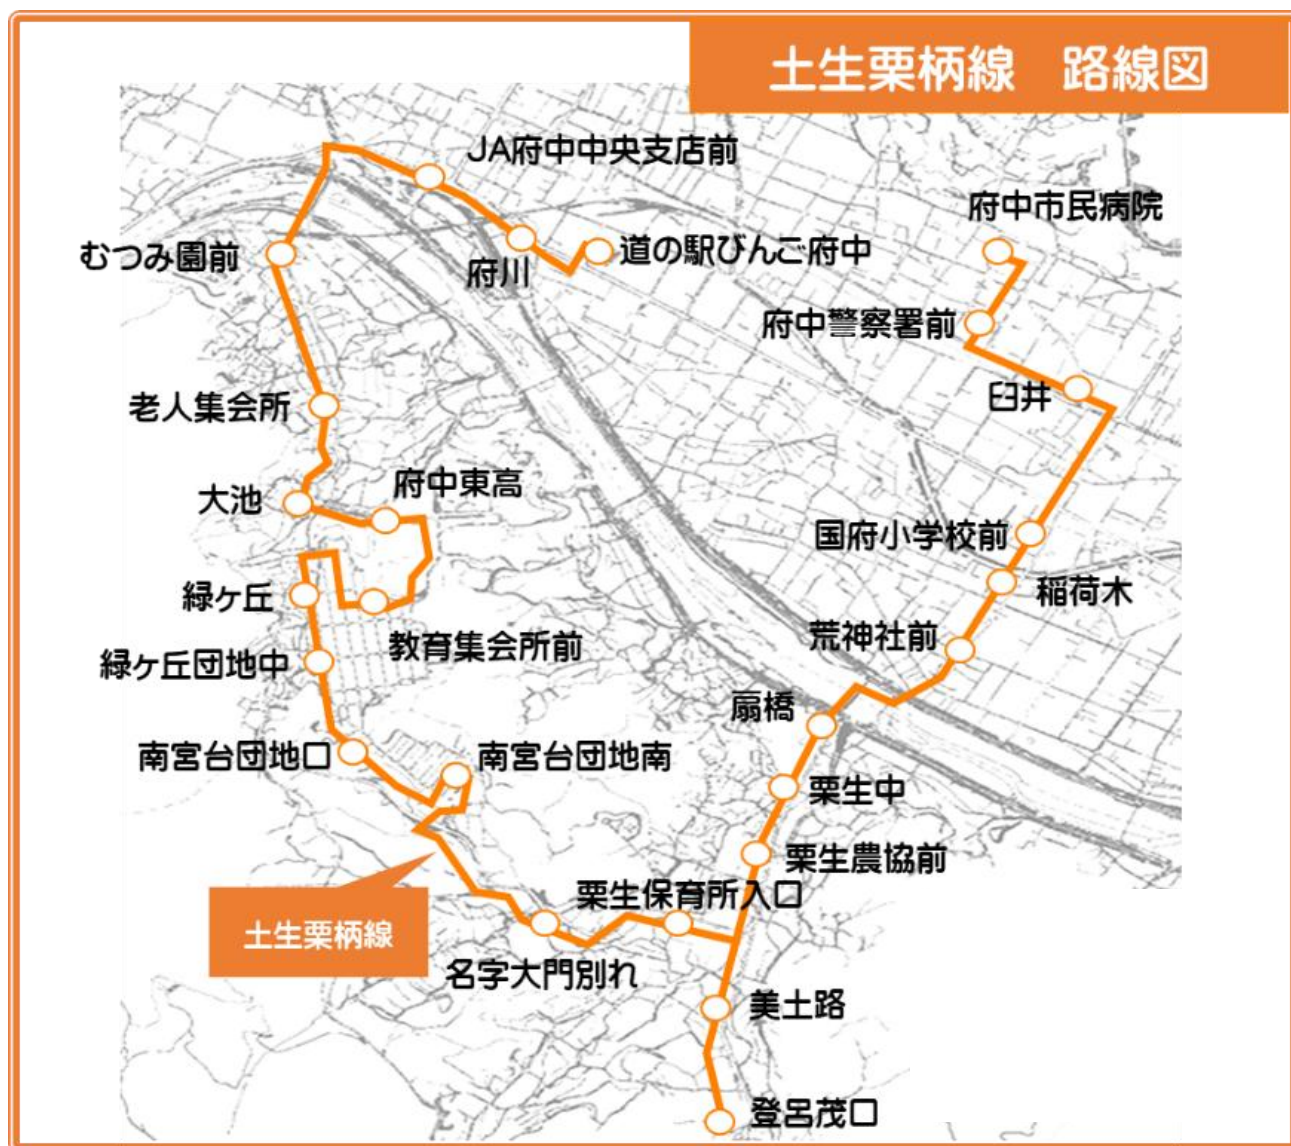 土生栗柄線　路線図
JA府中中央支店前
府中市民病院
むつみ園前
道の駅びんご府中
府川
府中警察署前
臼井
老人集会所
府中東高
大池
国府小学校前
稲荷木
緑ヶ丘
荒神社前
教育集会所前
緑ヶ丘団地中
扇橋
南宮台団地口
南宮台団地南
栗生中
栗生農協前
栗生保育所入口
土生栗柄線
名字大門別れ
美土路
登呂茂口